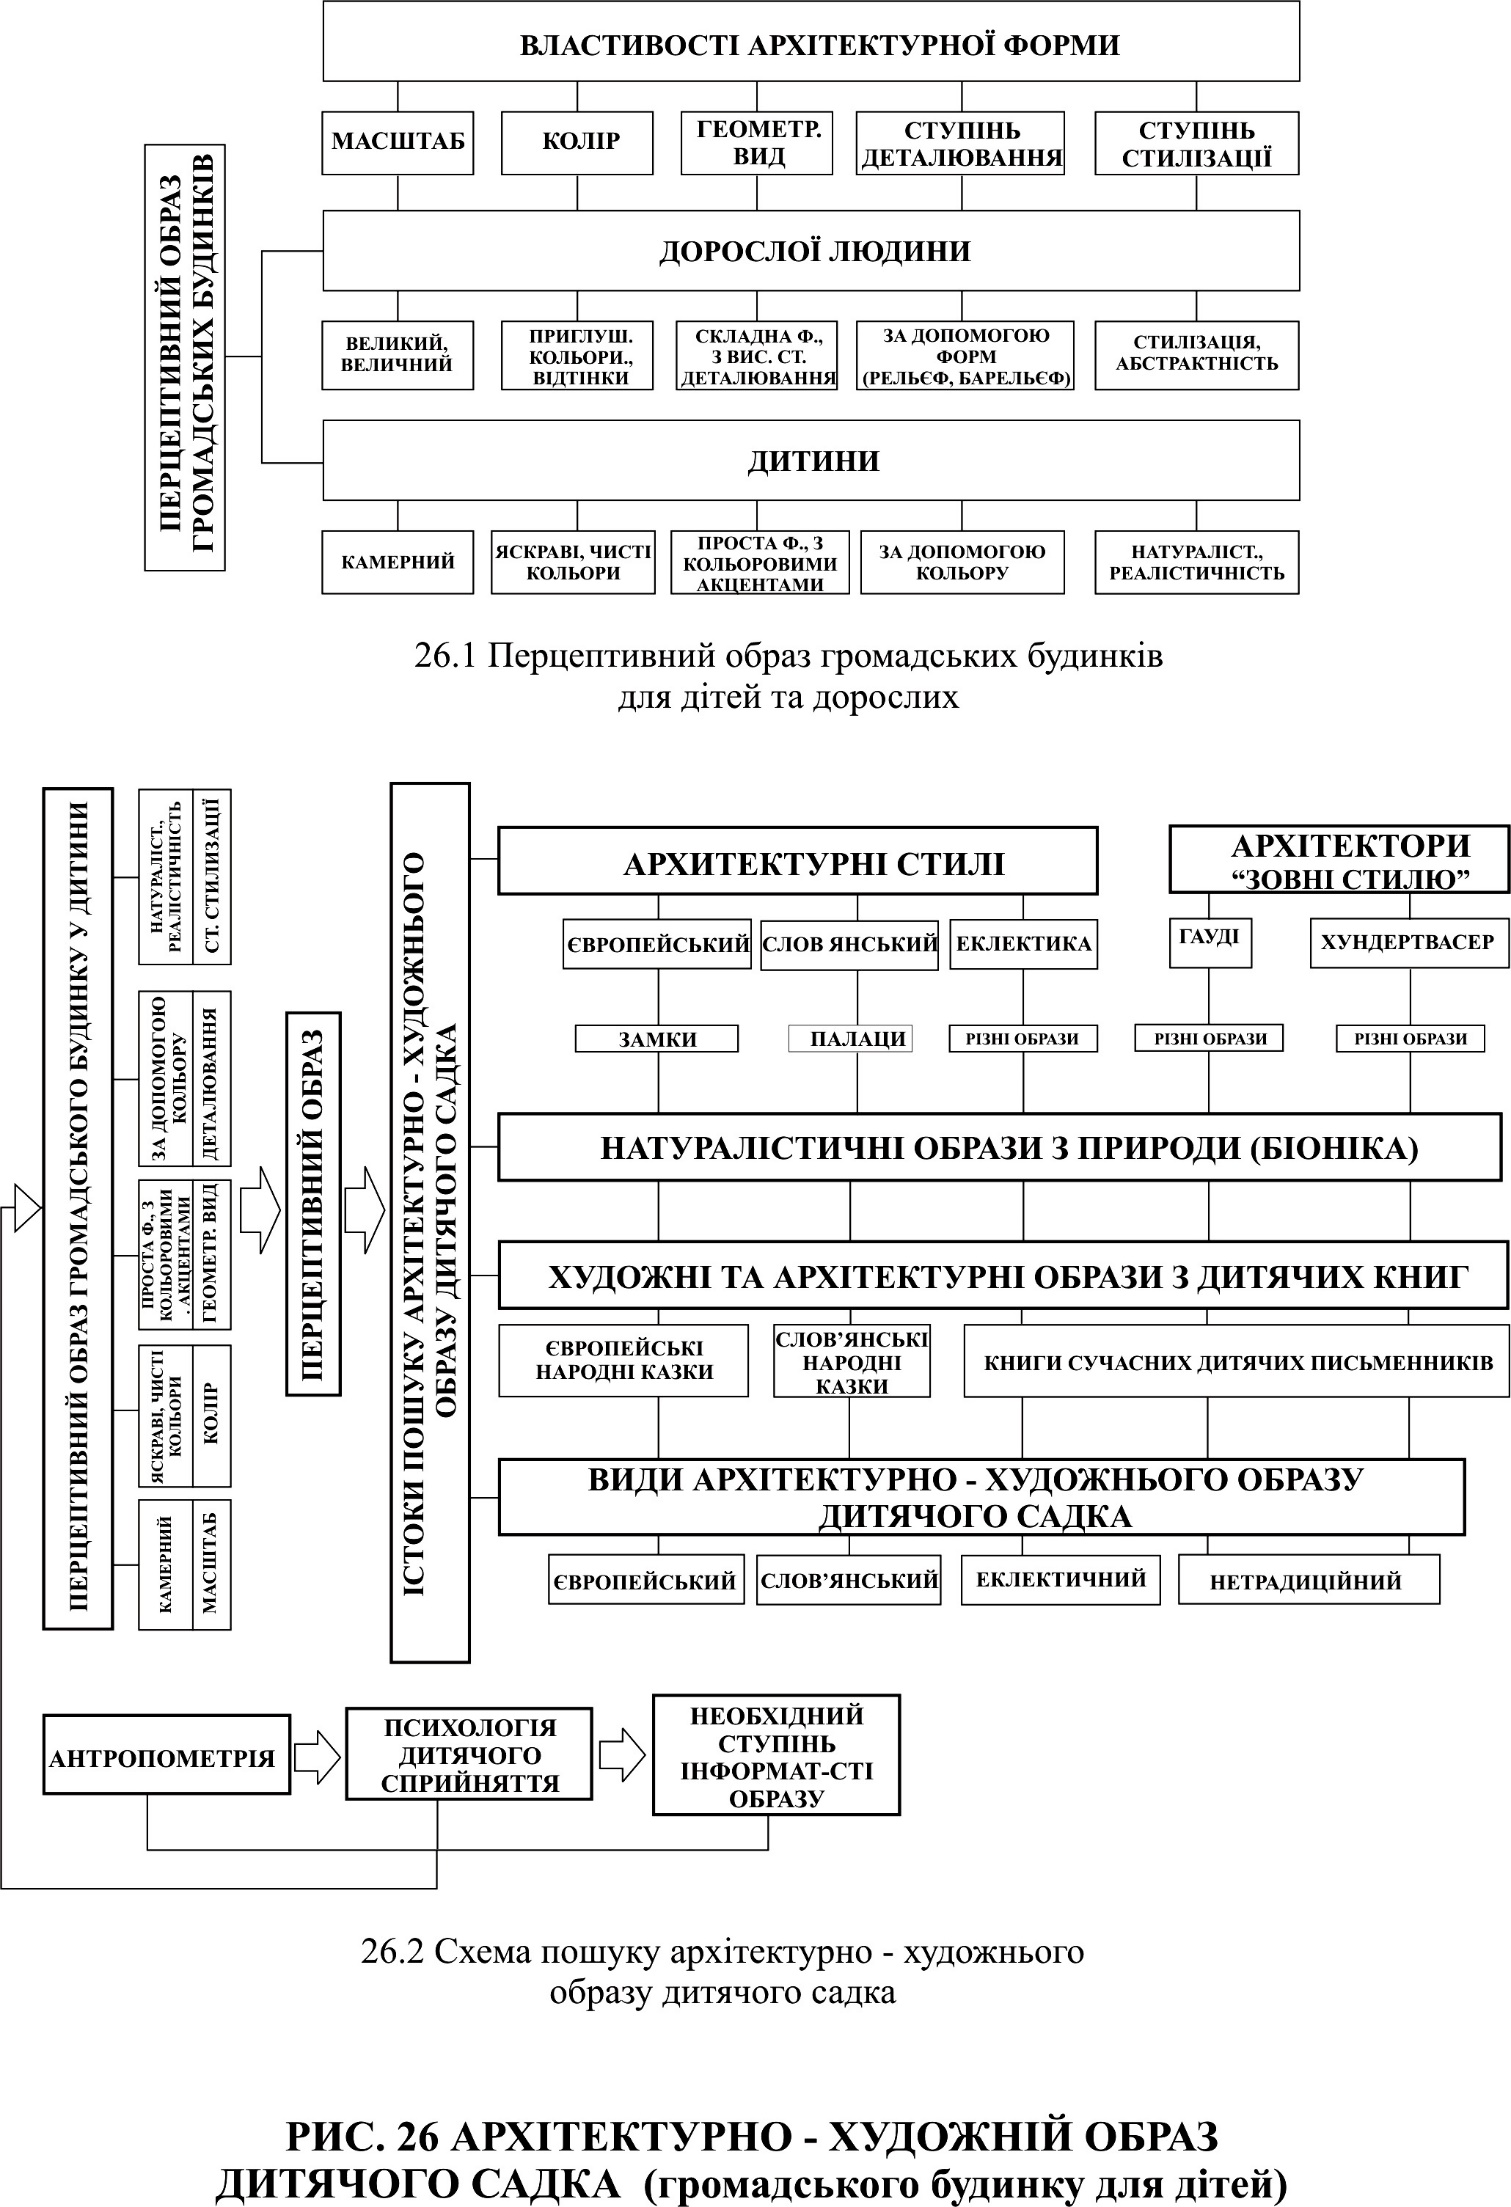 ВЛАСТИВОСТІ АРХІТЕКТУРНОЇ ФОРМИ
МАСШТАБ
КОЛІР
ГЕОМЕТР.
ВИД
СТУПІНЬ
ДЕТАЛЮВАННЯ
СТУПІНЬ
СТИЛІЗАЦІЇ
ПЕРЦЕПТИВНИЙ ОБРАЗ
ГРОМАДСЬКИХ БУДИНКІВ
ДОРОСЛОЇ ЛЮДИНИ
ВЕЛИКИЙ,
ВЕЛИЧНИЙ
ПРИГЛУШ.
КОЛЬОРИ.,
ВІДТІНКИ
СКЛАДНА Ф.,
З ВИС. СТ.
ДЕТАЛЮВАННЯ
ЗА ДОПОМОГОЮ
ФОРМ
(РЕЛЬЄФ, БАРЕЛЬЄФ)
СТИЛІЗАЦІЯ,
АБСТРАКТНІСТЬ
ДИТИНИ
КАМЕРНИЙ
ЯСКРАВІ, ЧИСТІ
КОЛЬОРИ
ПРОСТА Ф., З
КОЛЬОРОВИМИ
АКЦЕНТАМИ
ЗА ДОПОМОГОЮ
КОЛЬОРУ
НАТУРАЛІСТ.,
РЕАЛІСТИЧНІСТЬ
26.1 Перцептивний образ громадських будинків
для дітей та дорослих
ПЕРЦЕПТИВНИЙ ОБРАЗ ГРОМАДСЬКОГО БУДИНКУ У ДИТИНИ
НАТУРАЛІСТ.,
РЕАЛІСТИЧНІСТЬ
СТ. СТИЛИЗАЦІЇ
ЗА ДОПОМОГОЮ
КОЛЬОРУ
ДЕТАЛЮВАННЯ
ПРОСТА Ф., З
КОЛЬОРОВИМИ
. АКЦЕНТАМИ
ГЕОМЕТР. ВИД
ЯСКРАВІ, ЧИСТІ
КОЛЬОРИ
КОЛІР
КАМЕРНИЙ
МАСШТАБ
ПЕРЦЕПТИВНИЙ ОБРАЗ
ІСТОКИ ПОШУКУ АРХІТЕКТУРНО - ХУДОЖНЬОГО
ОБРАЗУ ДИТЯЧОГО САДКА
АРХИТЕКТУРНІ СТИЛІ
АРХІТЕКТОРИ
“ЗОВНІ СТИЛЮ”
ЄВРОПЕЙСЬКИЙ
СЛОВ ЯНСЬКИЙ
ЕКЛЕКТИКА
ГАУДІ
ХУНДЕРТВАСЕР
ЗАМКИ
ПАЛАЦИ
РІЗНІ ОБРАЗИ
РІЗНІ ОБРАЗИ
РІЗНІ ОБРАЗИ
НАТУРАЛІСТИЧНІ ОБРАЗИ З ПРИРОДИ (БІОНІКА)
ХУДОЖНІ ТА АРХІТЕКТУРНІ ОБРАЗИ З ДИТЯЧИХ КНИГ
ЄВРОПЕЙСЬКІ
НАРОДНІ КАЗКИ
СЛОВ’ЯНСЬКІ
НАРОДНІ
КАЗКИ
КНИГИ СУЧАСНИХ ДИТЯЧИХ ПИСЬМЕННИКІВ
ВИДИ АРХІТЕКТУРНО - ХУДОЖНЬОГО ОБРАЗУ
ДИТЯЧОГО САДКА
ЄВРОПЕЙСЬКИЙ
СЛОВ’ЯНСЬКИЙ
ЕКЛЕКТИЧНИЙ
НЕТРАДИЦІЙНИЙ
АНТРОПОМЕТРІЯ
ПСИХОЛОГІЯ
ДИТЯЧОГО
СПРИЙНЯТТЯ
НЕОБХІДНИЙ
СТУПІНЬ
ІНФОРМАТ-СТІ
ОБРАЗУ
26.2 Схема пошуку архітектурно - художнього
образу дитячого садка
РИС. 26 АРХІТЕКТУРНО - ХУДОЖНІЙ ОБРАЗ
ДИТЯЧОГО САДКА (громадського будинку для дітей)